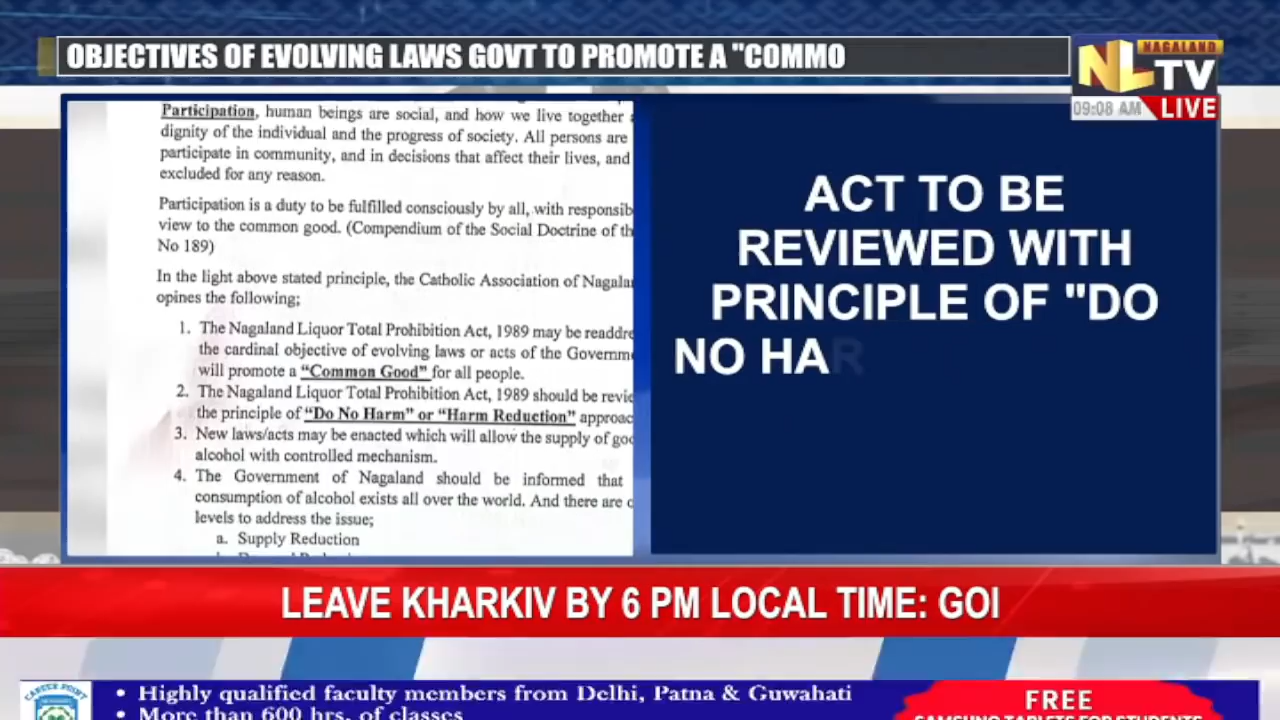 OBJECTIVES OF EVOLVING LAWS GOVT TO PROMOTE A "COMMO
NAGALAND
NLTV
09:08 AM
LIVE
Participation, human beings are social, and how we live together
dignity of the individual and the progress of society. All persons are
participate in community, and in decisions that affect their lives, and
excluded for any reason.
Participation is a duty to be fulfilled consciously by all, with responsib
view to the common good. (Compendium of the Social Doctrine of th
No 189)
In the light above stated principle, the Catholic Association of Nagala
opines the following;
1. The Nagaland Liquor Total Prohibition Act, 1989 may be readdre
the cardinal objective of evolving laws or acts of the Governme
will promote a “Common Good” for all people.
2. The Nagaland Liquor Total Prohibition Act, 1989 should be revie
the principle of “Do No Harm” or “Harm Reduction” approac
3. New laws/acts may be enacted which will allow the supply of goo
alcohol with controlled mechanism.
4. The Government of Nagaland should be informed that
consumption of alcohol exists all over the world. And there are
levels to address the issue;
a. Supply Reduction
ACT TO BE
REVIEWED WITH
PRINCIPLE OF "DO
NO HAR
LEAVE KHARKIV BY 6 PM LOCAL TIME: GOI
CAREER POINT
• Highly qualified faculty members from Delhi, Patna & Guwahati
• More than 600 hrs. of classes
FREE
SAMSUNG TABLETS FOR STUDENTS